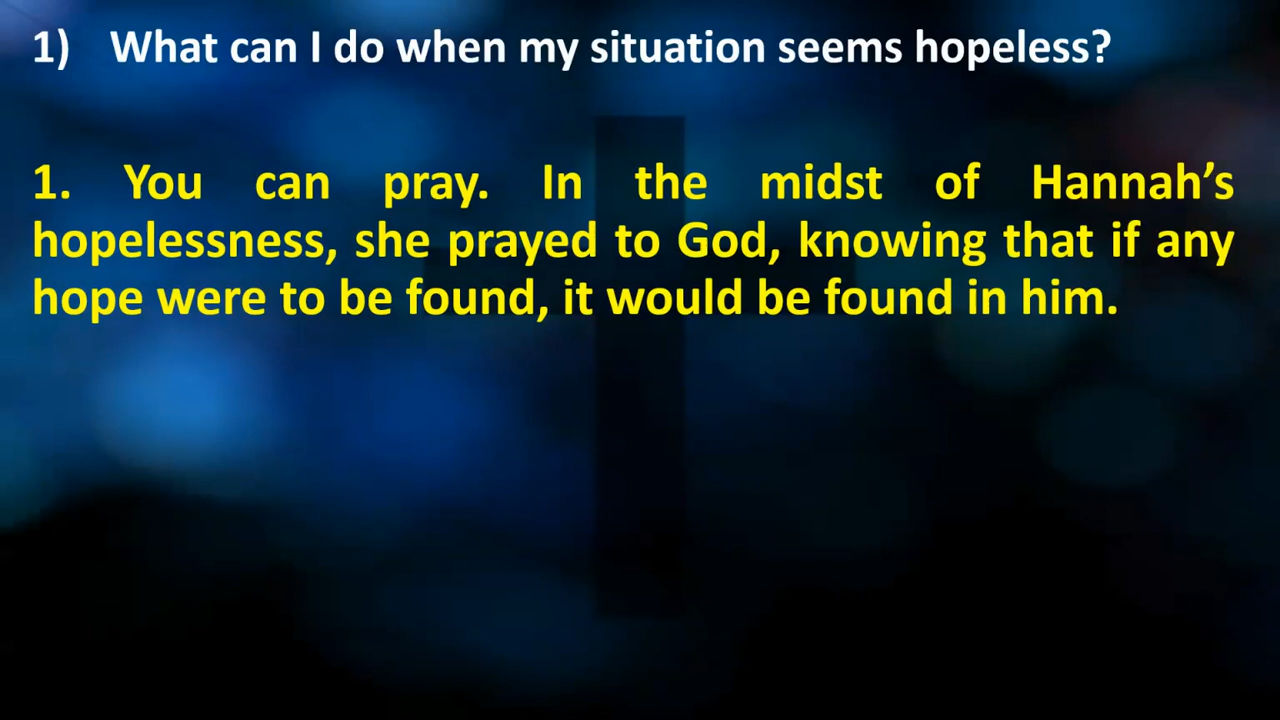 1) What can I do when my situation seems hopeless?
1. You can pray. In the midst of Hannah’s
hopelessness, she prayed to God, knowing that if any
hope were to be found, it would be found in him.